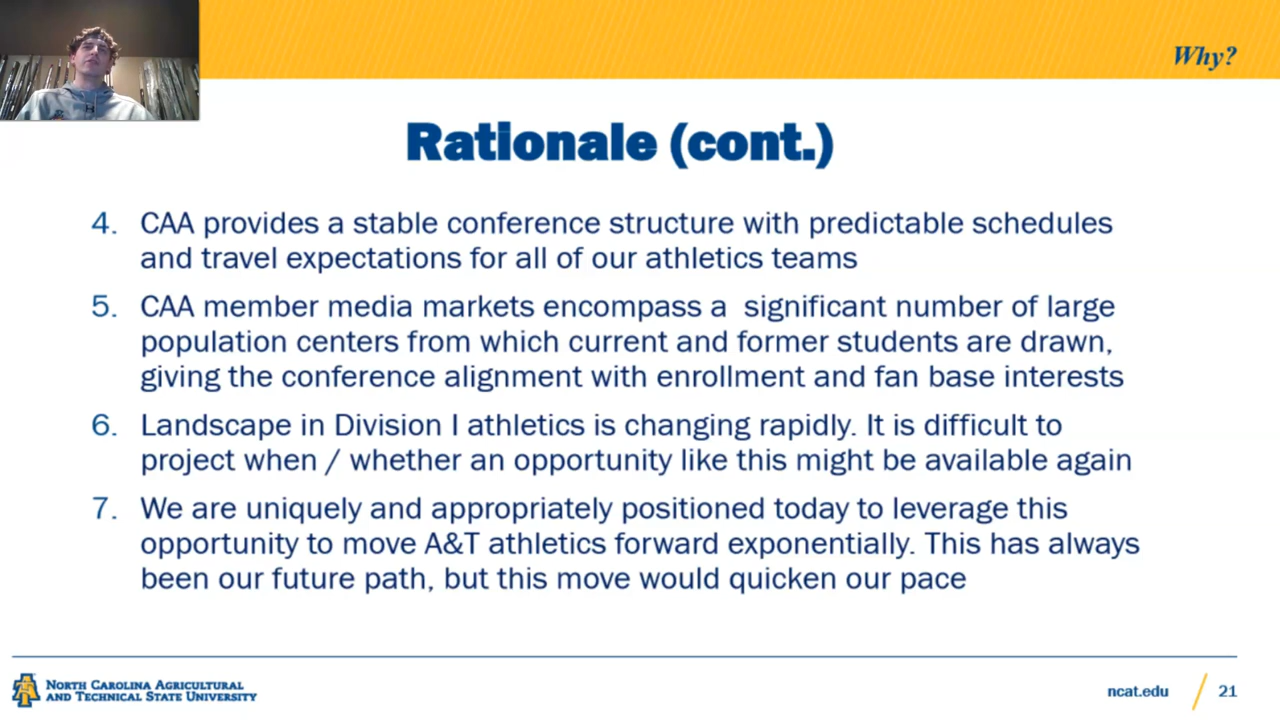 Why?
Rationale (cont.)
4. CAA provides a stable conference structure with predictable schedules
and travel expectations for all of our athletics teams
5. CAA member media markets encompass a significant number of large
population centers from which current and former students are drawn,
giving the conference alignment with enrollment and fan base interests
6. Landscape in Division I athletics is changing rapidly. It is difficult to
project when / whether an opportunity like this might be available again
7. We are uniquely and appropriately positioned today to leverage this
opportunity to move A&T athletics forward exponentially. This has always
been our future path, but this move would quicken our pace
North Carolina Agricultural
and Technical State University
ncat.edu / 21